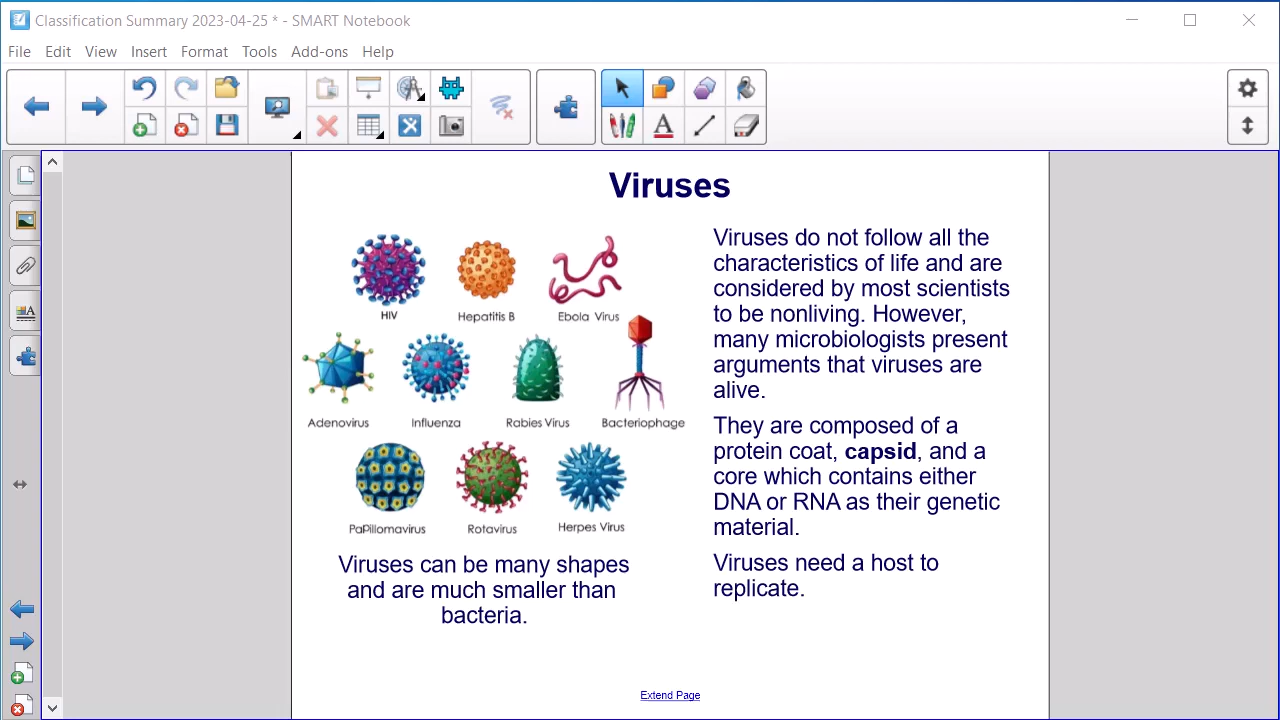 Classification Summary 2023-04-25 * - SMART Notebook
File Edit View Insert Format Tools Add-ons Help
Viruses
HIV
Hepatitis B
Ebola Virus
Adenovirus
Influenza
Rabies Virus
Bacteriophage
Papillomavirus
Rotavirus
Herpes Virus
Viruses can be many shapes
and are much smaller than
bacteria.
Viruses do not follow all the
characteristics of life and are
considered by most scientists
to be nonliving. However,
many microbiologists present
arguments that viruses are
alive.
They are composed of a
protein coat, capsid, and a
core which contains either
DNA or RNA as their genetic
material.
Viruses need a host to
replicate.
Extend Page